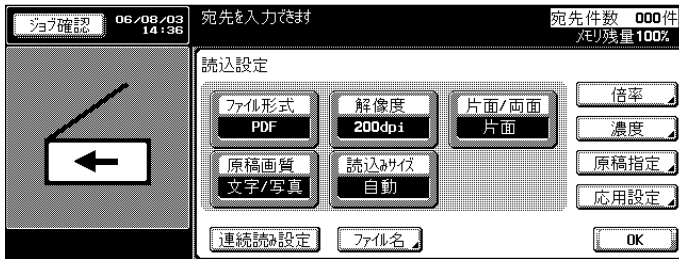 ジョブ確認 06/08/03 14:36
宛先を入力できます
宛先件数 000件
メモリ残量100%
読込設定
ファイル形式 解像度 片面/両面
PDF 200dpi 片面
原稿画質 読込みサイズ
文字/写真 自動
倍率
濃度
原稿指定
応用設定
連続読み設定 ファイル名 OK